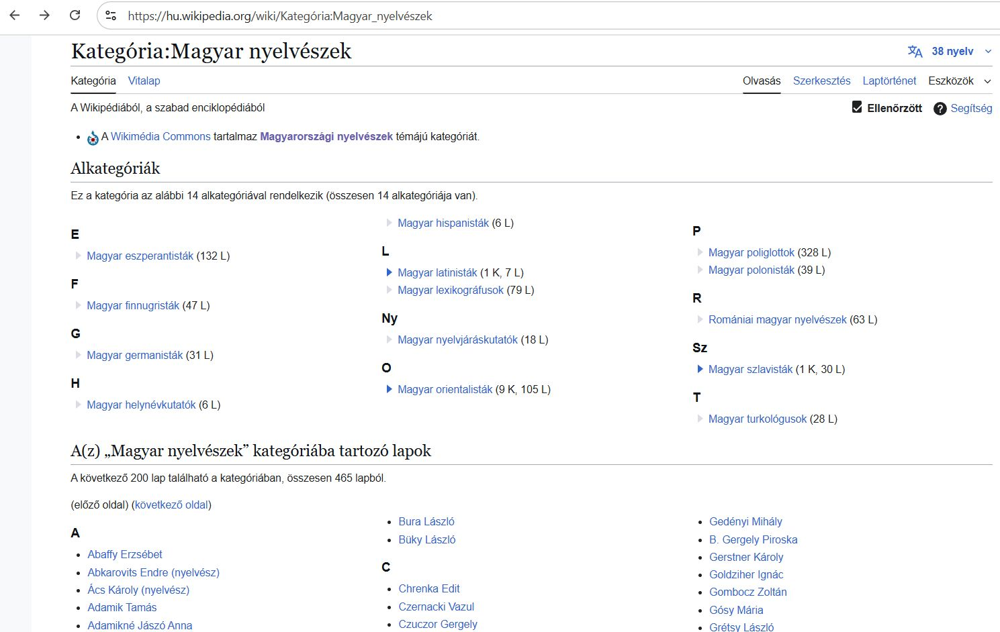 https://hu.wikipedia.org/wiki/Kategória:Magyar_nyelvészek
Kategória:Magyar nyelvészek
38 nyelv
Kategória
Vitalap
Olvasás
Szerkesztés
Laptörténet
Eszközök
A Wikipédiából, a szabad enciklopédiából
Ellenőrzött
Segítség
A Wikimédia Commons tartalmaz Magyarországi nyelvészek témájú kategóriát.
Alkategóriák
Ez a kategória az alábbi 14 alkategóriával rendelkezik (összesen 14 alkategóriája van).
E
Magyar eszperantisták (132 L)
F
Magyar finnugristák (47 L)
G
Magyar germanisták (31 L)
H
Magyar helynévkutatók (6 L)
Magyar hispanisták (6 L)
L
Magyar latinisták (1 K, 7 L)
Magyar lexikográfusok (79 L)
Ny
Magyar nyelvjáráskutatók (18 L)
O
Magyar orientalisták (9 K, 105 L)
P
Magyar poliglottok (328 L)
Magyar polonisták (39 L)
R
Romániai magyar nyelvészek (63 L)
Sz
Magyar szlavisták (1 K, 30 L)
T
Magyar turkológusok (28 L)
A(z) „Magyar nyelvészek” kategóriába tartozó lapok
A következő 200 lap található a kategóriában, összesen 465 lapból.
(előző oldal) (következő oldal)
A
Abaffy Erzsébet
Abkarovits Endre (nyelvész)
Ács Károly (nyelvész)
Adamik Tamás
Adamikné Jászó Anna
Bura László
Büky László
C
Chrenka Edit
Czernacki Vazul
Czuczor Gergely
Gedényi Mihály
B. Gergely Piroska
Gerstner Károly
Goldziher Ignác
Gombocz Zoltán
Gósy Mária
Grétsy László